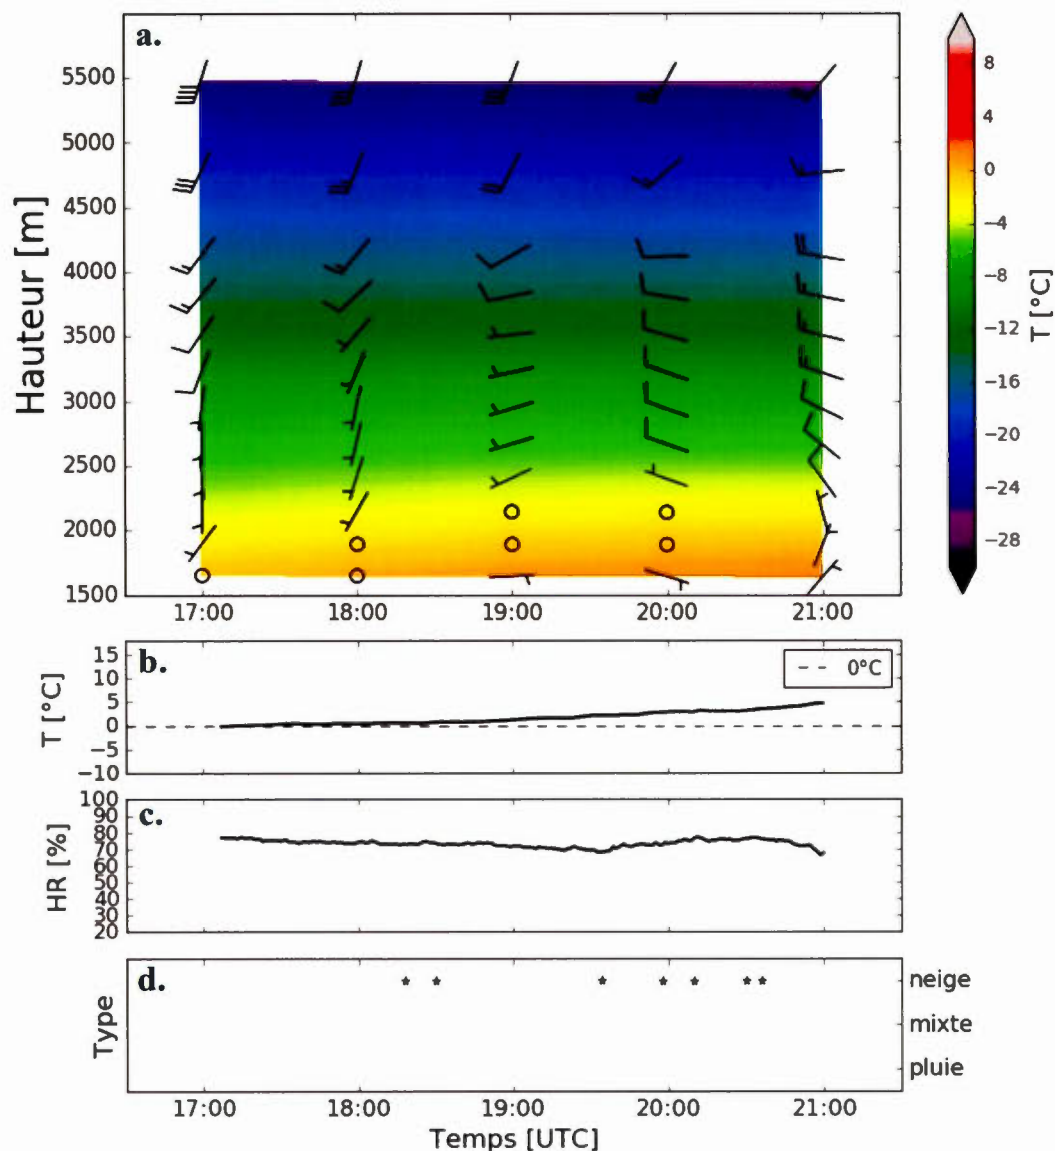 a.
5500
5000
4500
4000
3500
3000
2500
2000
1500
Hauteur [m]
17:00 18:00 19:00 20:00 21:00
8
4
0
−4
−8
−12
−16
−20
−24
−28
T [°C]
b.
0°C
15
10
5
0
−5
−10
T [°C]
c.
100
90
80
70
60
50
40
30
20
HR [%]
d.
Type
neige
mixte
pluie
17:00 18:00 19:00 20:00 21:00
Temps [UTC]